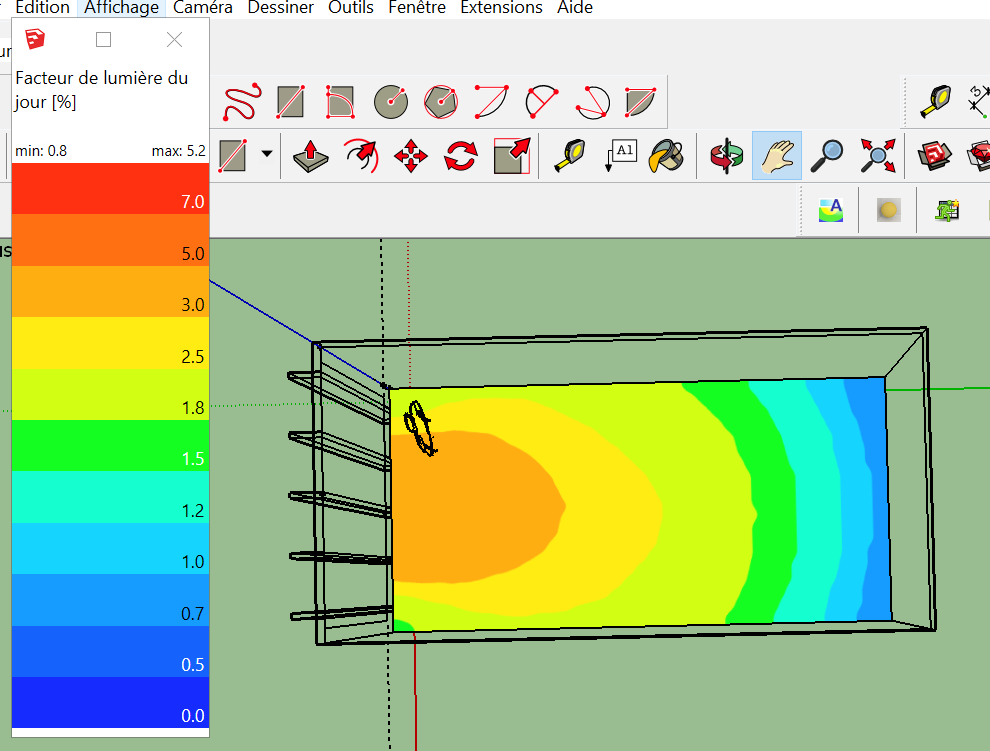 Edition Affichage Caméra Dessiner Outils Fenêtre Extensions Aide
Facteur de lumière du
jour [%]
min: 0.8 max: 5.2
7.0
5.0
3.0
2.5
1.8
1.5
1.2
1.0
0.7
0.5
0.0
A1
3
A